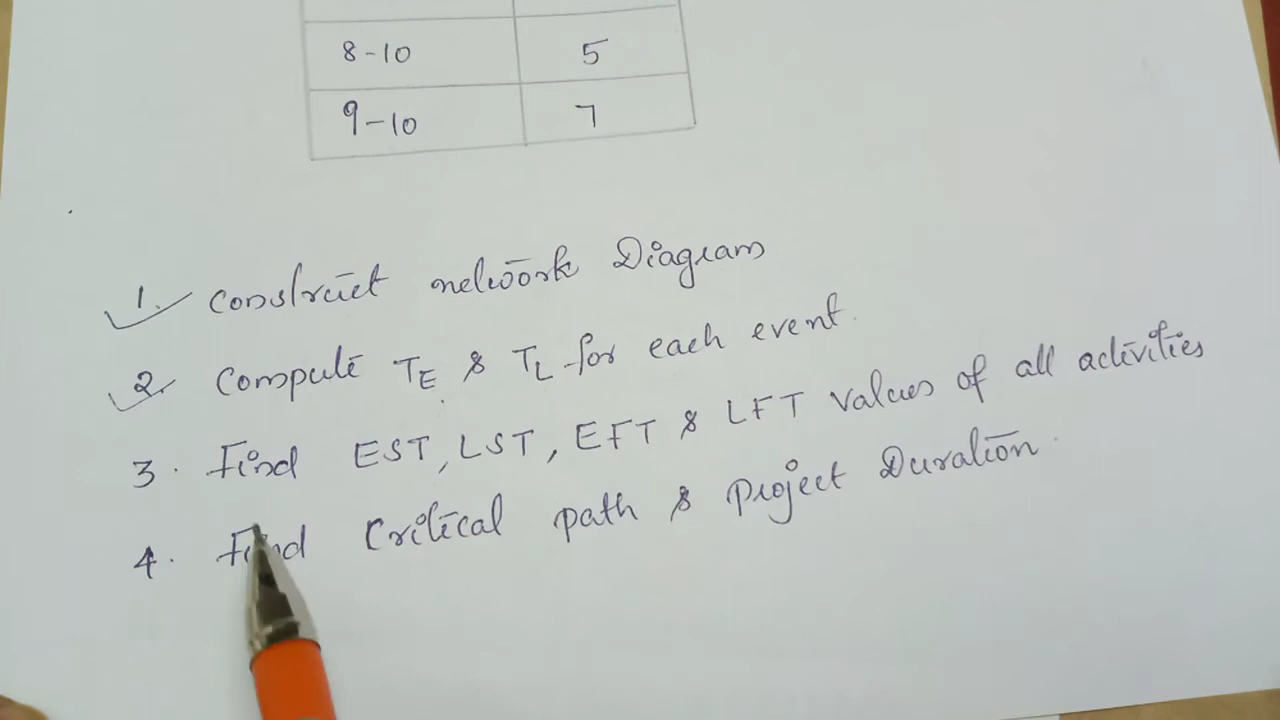 8-10 5
9-10 7
1. Construct network Diagram
2. Compute TE & TL for each event.
3. Find EST, LST, EFT & LFT values of all activities
4. Find Critical path & Project Duration.